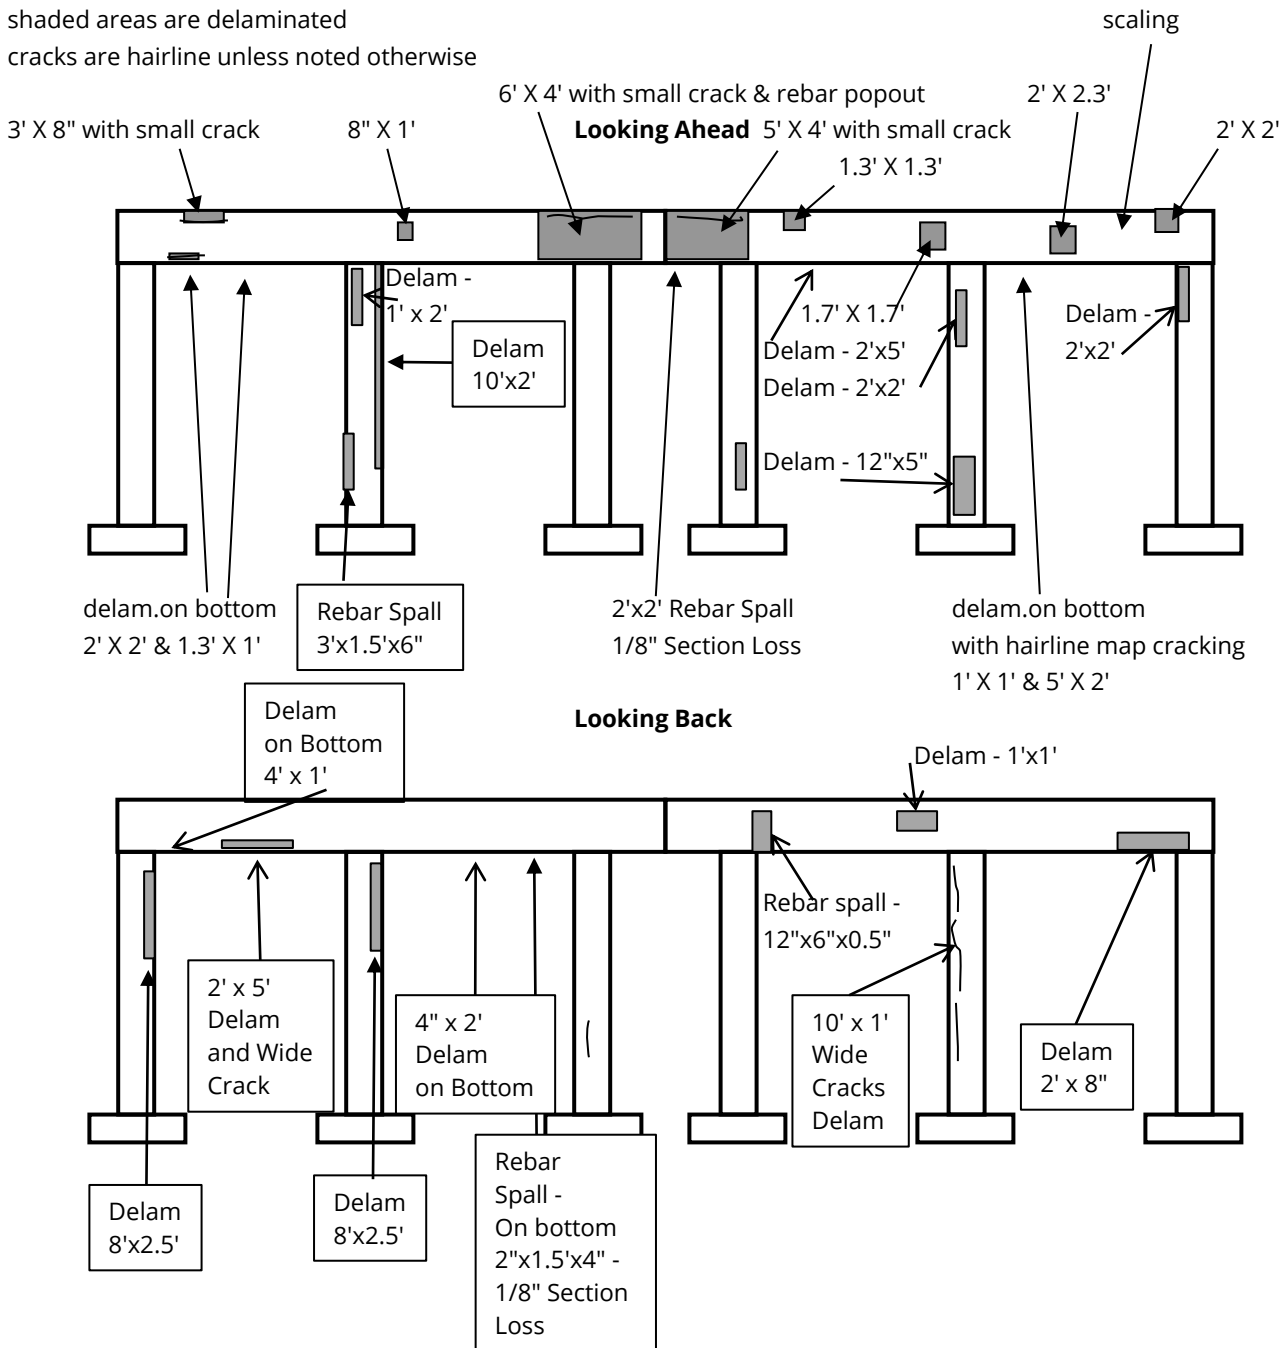 shaded areas are delaminated
scaling
cracks are hairline unless noted otherwise
6' X 4' with small crack & rebar popout
2' X 2.3'
3' X 8" with small crack
8" X 1'
Looking Ahead
5' X 4' with small crack
2' X 2'
1.3' X 1.3'
Delam -
1' x 2'
1.7' X 1.7'
Delam -
2'x2'
Delam
10'x2'
Delam - 2'x5'
Delam - 2'x2'
Delam - 12"x5"
delam.on bottom
2' X 2' & 1.3' X 1'
Rebar Spall
3'x1.5'x6"
2'x2' Rebar Spall
1/8" Section Loss
delam.on bottom
with hairline map cracking
1' X 1' & 5' X 2'
Looking Back
Delam
on Bottom
4' x 1'
Delam - 1'x1'
Rebar spall -
12"x6"x0.5"
2' x 5'
Delam
and Wide
Crack
4" x 2'
Delam
on Bottom
10' x 1'
Wide
Cracks
Delam
Delam
2' x 8"
Delam
8'x2.5'
Delam
8'x2.5'
Rebar
Spall -
On bottom
2"x1.5'x4" -
1/8" Section
Loss